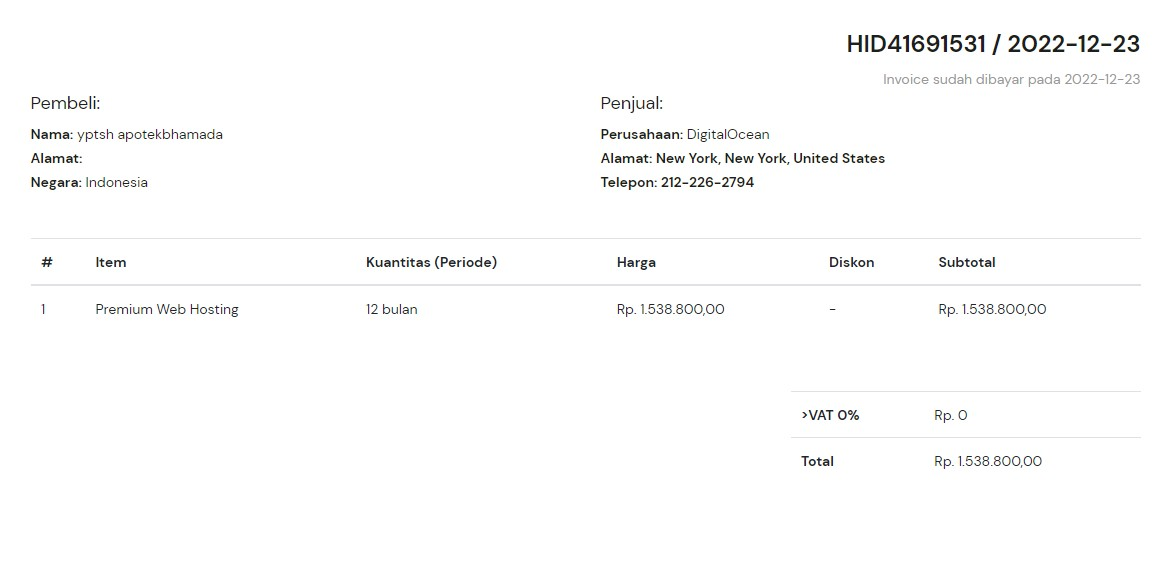 HID41691531 / 2022-12-23
Invoice sudah dibayar pada 2022-12-23
Pembeli:
Nama: yptsh apotekbhamada
Alamat:
Negara: Indonesia
Penjual:
Perusahaan: DigitalOcean
Alamat: New York, New York, United States
Telepon: 212-226-2794
# Item Kuantitas (Periode) Harga Diskon Subtotal
1 Premium Web Hosting 12 bulan Rp. 1.538.800,00 - Rp. 1.538.800,00
>VAT 0% Rp. 0
Total Rp. 1.538.800,00